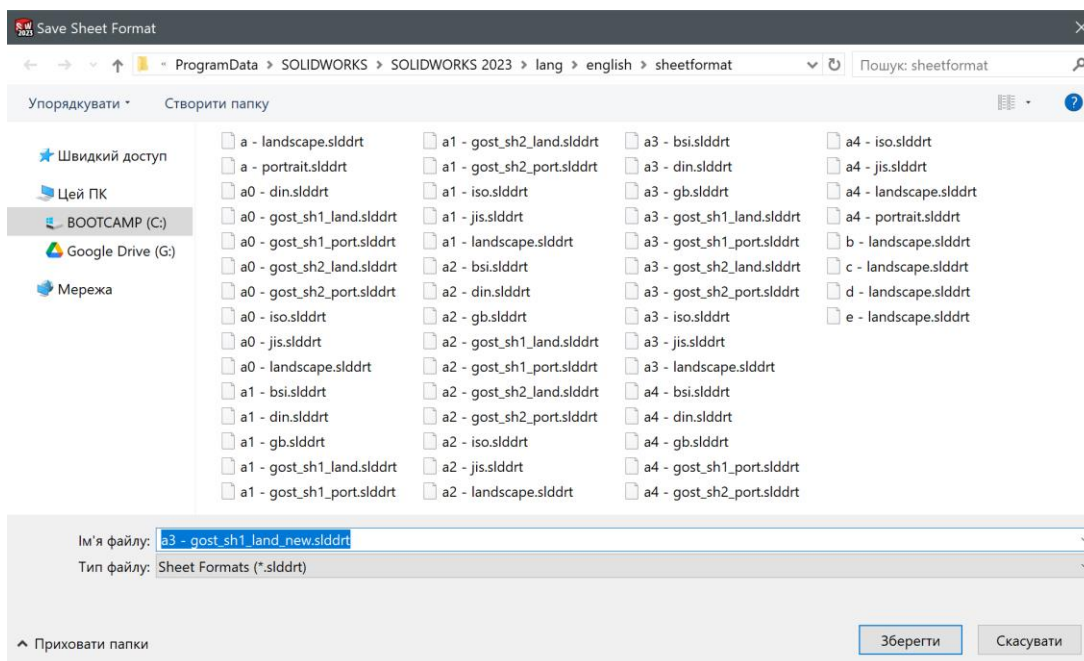 SW 2023 Save Sheet Format
ProgramData > SOLIDWORKS > SOLIDWORKS 2023 > lang > english > sheetformat
Пошук: sheetformat
Упорядкувати
Створити папку
Швидкий доступ
Цей ПК
BOOTCAMP (C:)
Google Drive (G:)
Мережа
a - landscape.slddrt
a - portrait.slddrt
a0 - din.slddrt
a0 - gost_sh1_land.slddrt
a0 - gost_sh1_port.slddrt
a0 - gost_sh2_land.slddrt
a0 - gost_sh2_port.slddrt
a0 - iso.slddrt
a0 - jis.slddrt
a0 - landscape.slddrt
a1 - bsi.slddrt
a1 - din.slddrt
a1 - gb.slddrt
a1 - gost_sh1_land.slddrt
a1 - gost_sh1_port.slddrt
a1 - gost_sh2_land.slddrt
a1 - gost_sh2_port.slddrt
a1 - iso.slddrt
a1 - jis.slddrt
a1 - landscape.slddrt
a2 - bsi.slddrt
a2 - din.slddrt
a2 - gb.slddrt
a2 - gost_sh1_land.slddrt
a2 - gost_sh1_port.slddrt
a2 - gost_sh2_land.slddrt
a2 - gost_sh2_port.slddrt
a2 - iso.slddrt
a2 - jis.slddrt
a2 - landscape.slddrt
a3 - bsi.slddrt
a3 - din.slddrt
a3 - gb.slddrt
a3 - gost_sh1_land.slddrt
a3 - gost_sh1_port.slddrt
a3 - gost_sh2_land.slddrt
a3 - gost_sh2_port.slddrt
a3 - iso.slddrt
a3 - jis.slddrt
a3 - landscape.slddrt
a4 - bsi.slddrt
a4 - din.slddrt
a4 - gb.slddrt
a4 - gost_sh1_port.slddrt
a4 - gost_sh2_port.slddrt
a4 - iso.slddrt
a4 - jis.slddrt
a4 - landscape.slddrt
a4 - portrait.slddrt
b - landscape.slddrt
c - landscape.slddrt
d - landscape.slddrt
e - landscape.slddrt
Ім'я файлу: a3 - gost_sh1_land_new.slddrt
Тип файлу: Sheet Formats (*.slddrt)
Приховати папки
Зберегти
Скасувати